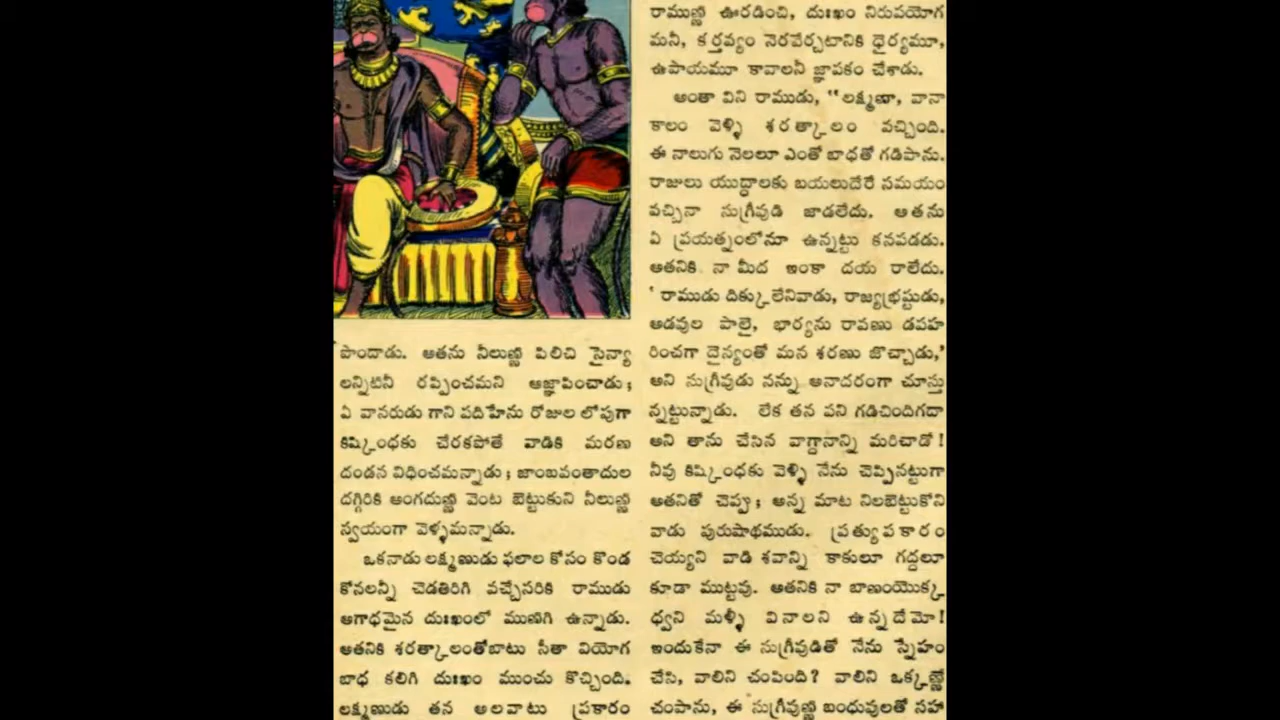 పొందాడు. అతను నీలుణ్ణి పిలిచి సైన్యా
లన్నిటినీ రప్పించమని ఆజ్ఞాపించాడు;
ఏ వానరుడు గాని పదిహేను రోజుల లోపుగా
కిష్కింధకు చేరకపోతే వాడికి మరణ
దండన విధించమన్నాడు; జాంబవంతాదుల
దగ్గిరికి అంగదుణ్ణి వెంట బెట్టుకుని నీలుణ్ణి
స్వయంగా వెళ్ళమన్నాడు.
ఒకనాడు లక్ష్మణుడు ఫలాల కోసం కొండ
కోనలన్నీ చెడతిరిగి వచ్చేసరికి రాముడు
అగాధమైన దుఃఖంలో ముణిగి ఉన్నాడు.
అతనికి శరత్కాలంతోబాటు సీతా వియోగ
బాధ కలిగి దుఃఖం ముంచు కొచ్చింది.
లక్ష్మణుడు తన అలవాటు ప్రకారం
రాముణ్ణి ఊరడించి, దుఃఖం నిరుపయోగ
మనీ, కర్తవ్యం నెరవేర్చటానికి ధైర్యమూ,
ఉపాయమూ కావాలనీ జ్ఞాపకం చేశాడు.
అంతా విని రాముడు, "లక్ష్మణా, వానా
కాలం వెళ్ళి శరత్కాలం వచ్చింది.
ఈ నాలుగు నెలలూ ఎంతో బాధతో గడిపాను.
రాజులు యుద్ధాలకు బయలుదేరే సమయం
వచ్చినా సుగ్రీవుడి జాడలేదు. అతను
ఏ ప్రయత్నంలోనూ ఉన్నట్టు కనపడడు.
అతనికి నా మీద ఇంకా దయ రాలేదు.
'రాముడు దిక్కులేనివాడు, రాజ్యభ్రష్టుడు,
అడవుల పాలై, భార్యను రావణు డపహ
రించగా దైన్యంతో మన శరణు జొచ్చాడు,'
అని సుగ్రీవుడు నన్ను అనాదరంగా చూస్తు
న్నట్టున్నాడు. లేక తన పని గడిచిందిగదా
అని తాను చేసిన వాగ్దానాన్ని మరిచాడో!
నీవు కిష్కింధకు వెళ్ళి నేను చెప్పినట్టుగా
అతనితో చెప్పు; అన్న మాట నిలబెట్టుకోని
వాడు పురుషాధముడు. ప్రత్యుపకారం
చెయ్యని వాడి శవాన్ని కాకులూ గద్దలూ
కూడా ముట్టవు. అతనికి నా బాణంయొక్క
ధ్వని మళ్ళీ వినాలని ఉన్నదేమో!
ఇందుకేనా ఈ సుగ్రీవుడితో నేను స్నేహం
చేసి, వాలిని చంపింది? వాలిని ఒక్కణ్ణే
చంపాను, ఈ సుగ్రీవుణ్ణి బంధువులతో సహా